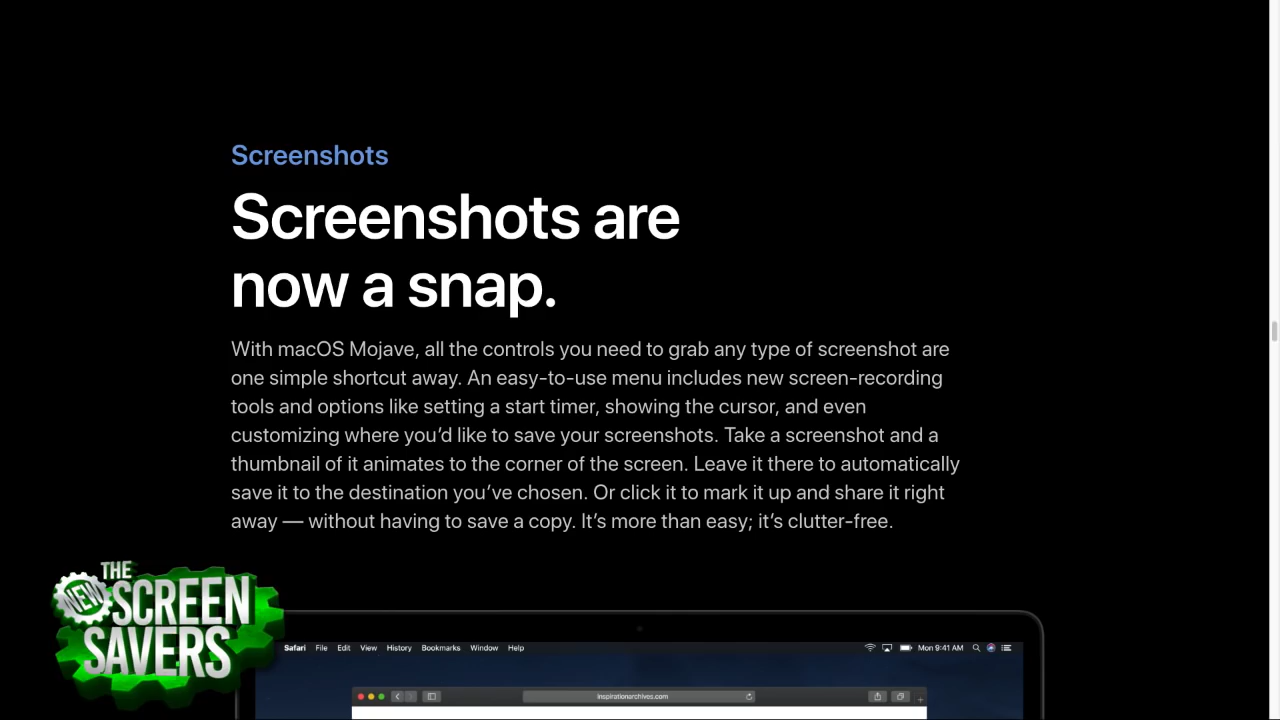 Screenshots
Screenshots are
now a snap.
With macOS Mojave, all the controls you need to grab any type of screenshot are
one simple shortcut away. An easy-to-use menu includes new screen-recording
tools and options like setting a start timer, showing the cursor, and even
customizing where you’d like to save your screenshots. Take a screenshot and a
thumbnail of it animates to the corner of the screen. Leave it there to automatically
save it to the destination you’ve chosen. Or click it to mark it up and share it right
away — without having to save a copy. It’s more than easy; it’s clutter-free.
THE
NEW SCREEN
SAVERS
Safari File Edit View History Bookmarks Window Help Mon 9:41 AM
inspirationarchives.com